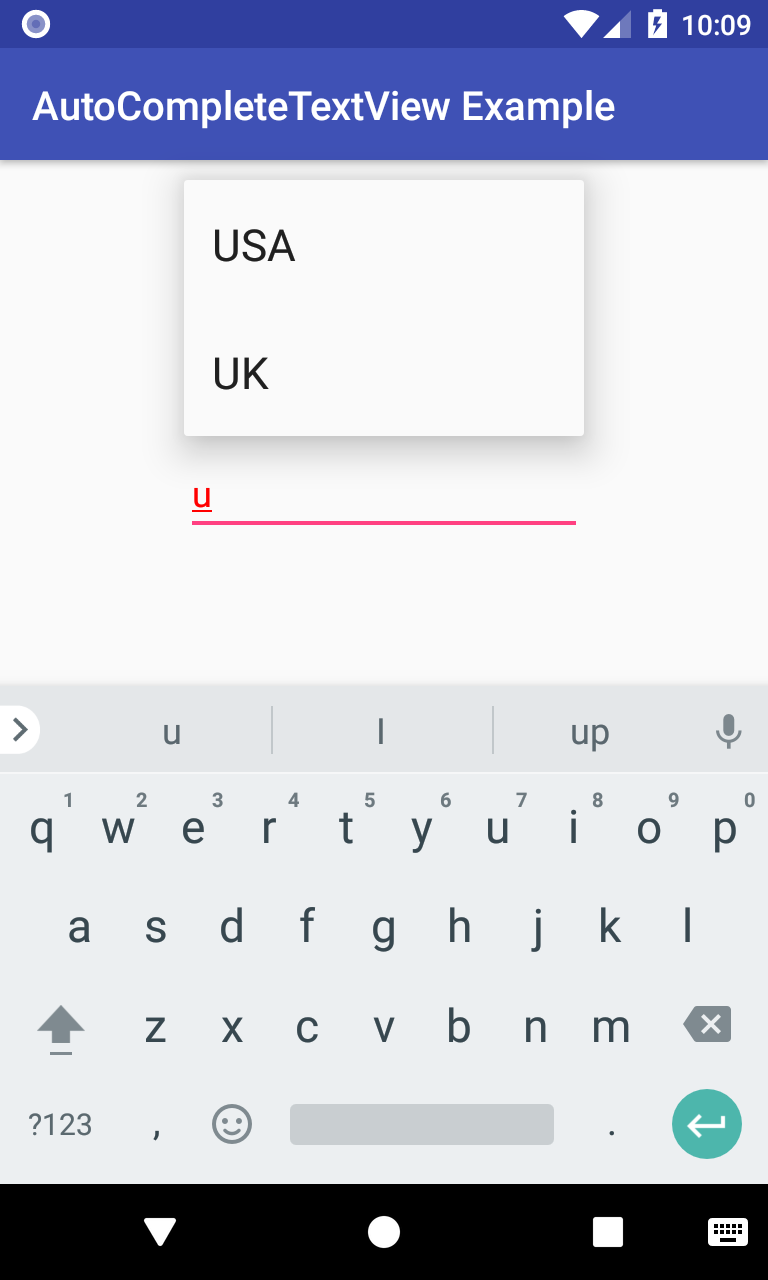 10:09
AutoCompleteTextView Example
USA
UK
u
u I up
1 2 3 4 5 6 7 8 9 0
q w e r t y u i o p
a s d f g h j k l
z x c v b n m
?123 , .